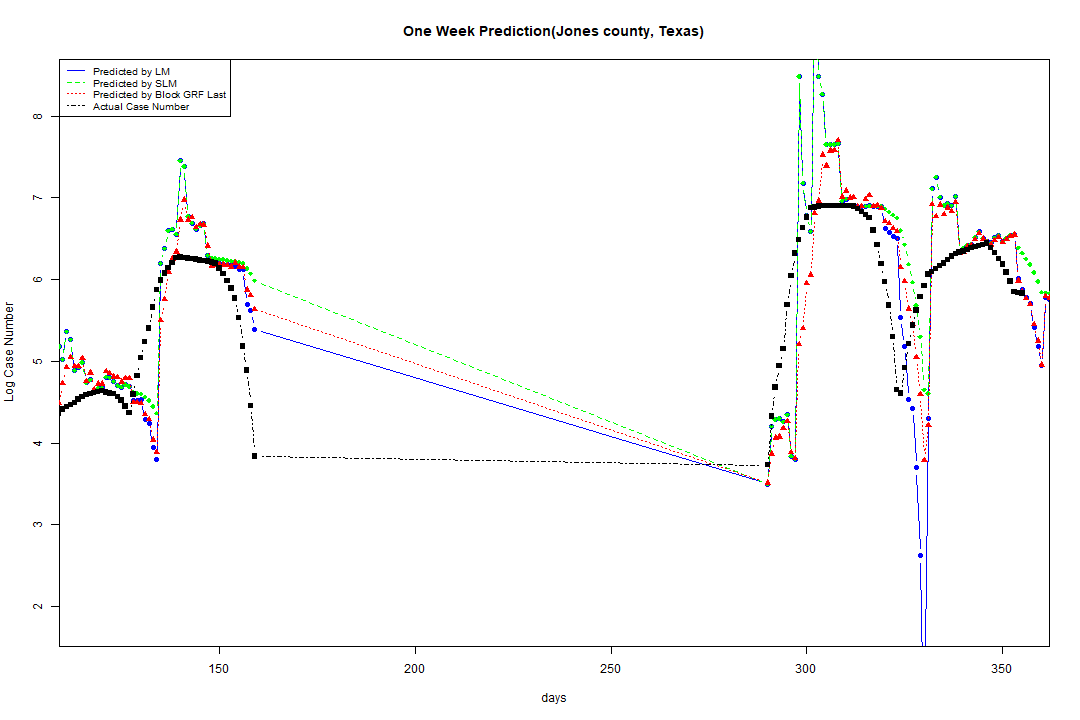 One Week Prediction(Jones county, Texas)
Predicted by LM
Predicted by SLM
Predicted by Block GRF Last
Actual Case Number
8
7
6
5
4
3
2
Log Case Number
150 200 250 300 350
days